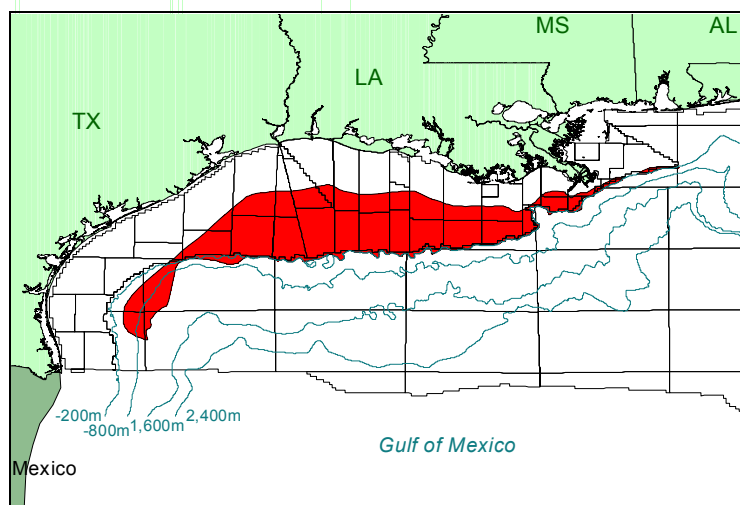 MS
AL
LA
TX
-200m
-800m
1,600m
2,400m
Gulf of Mexico
Mexico